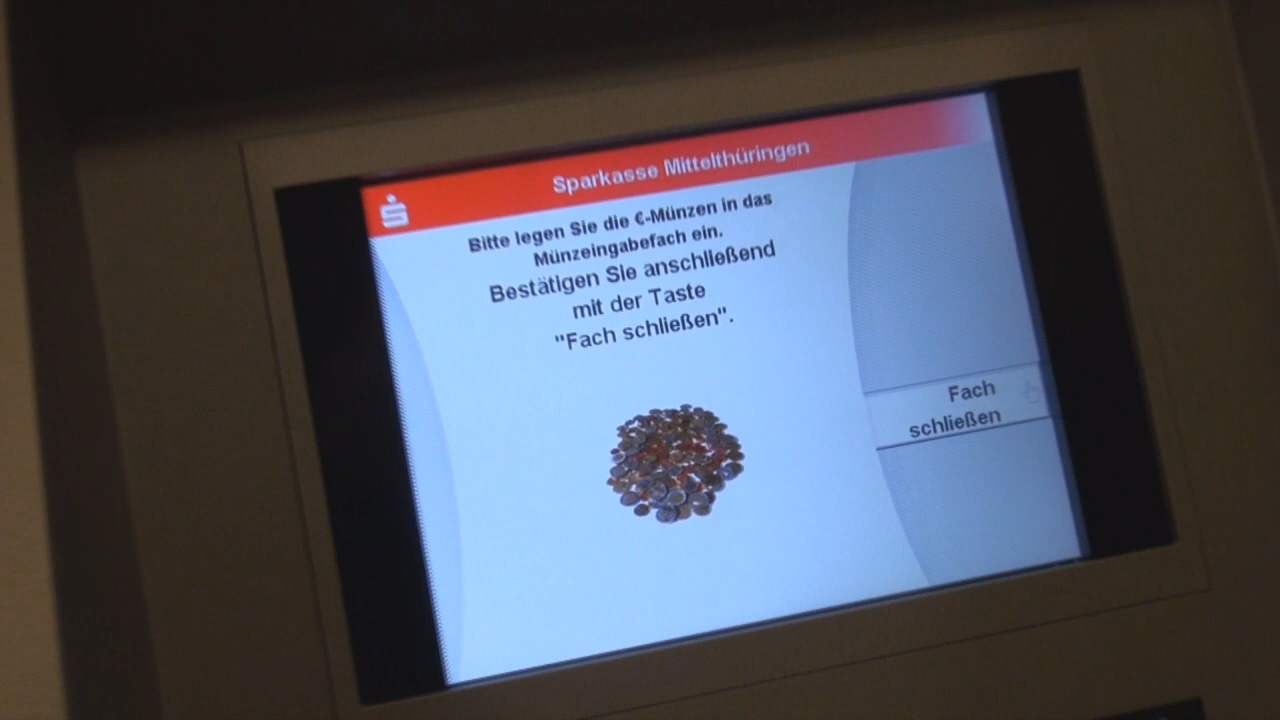 Sparkasse Mittelthüringen
Bitte legen Sie die €-Münzen in das
Münzeingabefach ein.
Bestätigen Sie anschließend
mit der Taste
"Fach schließen".
Fach
schließen